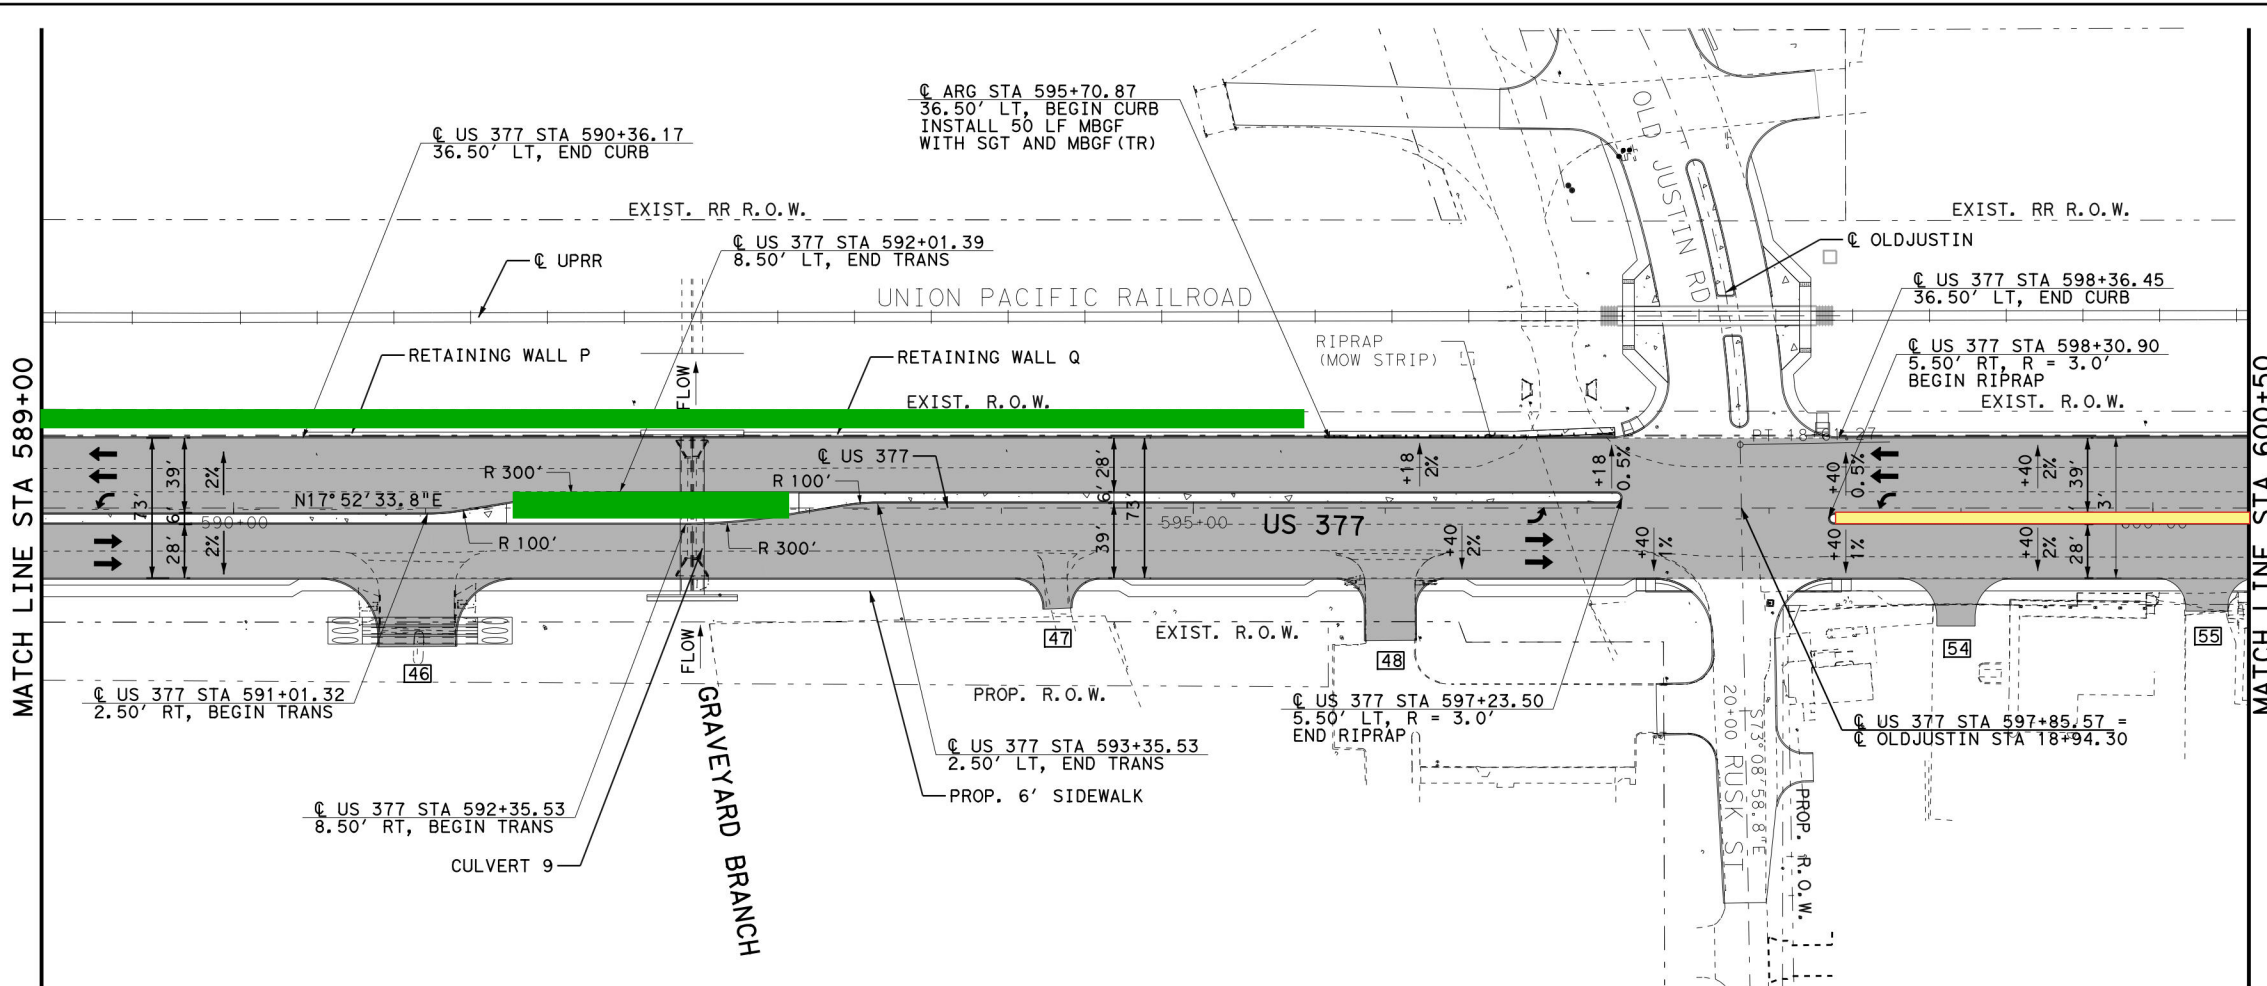 MATCH LINE STA 589+00
℄ US 377 STA 590+36.17
36.50' LT, END CURB
℄ ARG STA 595+70.87
36.50' LT, BEGIN CURB
INSTALL 50 LF MBGF
WITH SGT AND MBGF(TR)
OLD JUSTIN RD
EXIST. RR R.O.W.
EXIST. RR R.O.W.
℄ US 377 STA 592+01.39
8.50' LT, END TRANS
℄ UPRR
℄ OLDJUSTIN
UNION PACIFIC RAILROAD
℄ US 377 STA 598+36.45
36.50' LT, END CURB
RETAINING WALL P
RETAINING WALL Q
RIPRAP
(MOW STRIP)
℄ US 377 STA 598+30.90
5.50' RT, R = 3.0'
BEGIN RIPRAP
FLOW
EXIST. R.O.W.
EXIST. R.O.W.
73'
39'
2%
6'
28'
2%
N17°52'33.8"E
590+00
R 300'
R 100'
R 100'
R 300'
℄ US 377
28'
6'
73'
39'
595+00
US 377
+18
2%
+18
0.5%
+40
2%
+40
1%
+40
0.5%
+40
1%
+40
2%
+40
2%
39'
3'
28'
MATCH LINE STA 600+50
46
FLOW
47
EXIST. R.O.W.
48
54
55
℄ US 377 STA 591+01.32
2.50' RT, BEGIN TRANS
PROP. R.O.W.
℄ US 377 STA 597+23.50
5.50' LT, R = 3.0'
END RIPRAP
℄ US 377 STA 597+85.57 =
℄ OLDJUSTIN STA 18+94.30
℄ US 377 STA 593+35.53
2.50' LT, END TRANS
PROP. 6' SIDEWALK
℄ US 377 STA 592+35.53
8.50' RT, BEGIN TRANS
CULVERT 9
GRAVEYARD BRANCH
20+00 RUSK ST
S73°08'58.8"E
PROP. R.O.W.